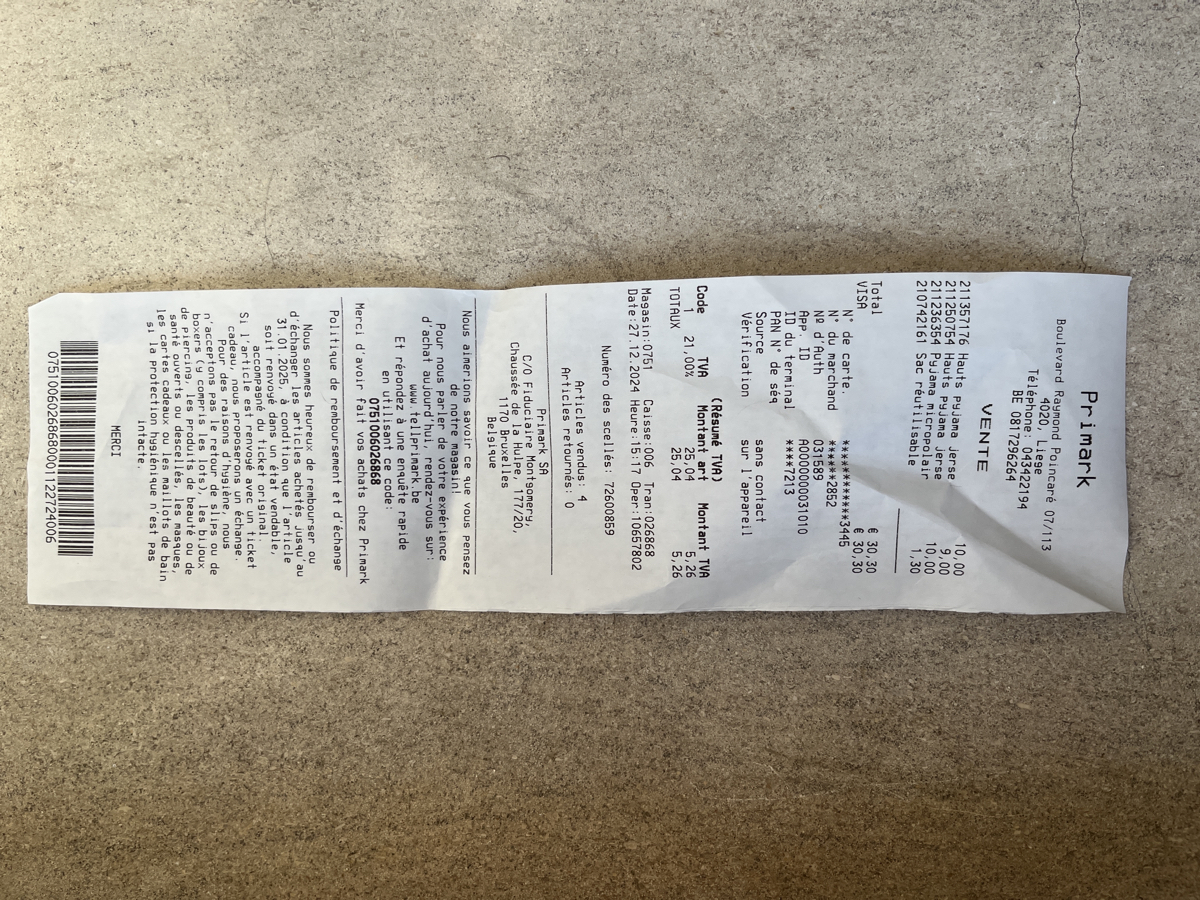 Primark
Boulevard Raymond Poincaré 07/113
4020, Liège
Téléphone: 043422194
BE 0817296264
VENTE
211357176 Hauts pyjama jerse 10,00
211250754 Hauts pyjama jerse 9,00
211236354 Pyjama micropolair 10,00
210742161 Sac réutilisable 1,30
Total € 30,30
VISA € 30,30
N° de carte. ************3445
N° du marchand *****2852
Nº d'Auth 031589
App. ID A0000000031010
ID du terminal ****7213
PAN N° de séq
Source sans contact
Vérification sur l'appareil
(Résumé TVA)
Code TVA Montant art Montant TVA
1 21,00% 25,04 5,26
TOTAUX 25,04 5,26
Magasin:0751 Caisse:006 Tran:026868
Date:27.12.2024 Heure:15:17 Oper:10657802
Numéro des scelles: 726008559
Articles vendus: 4
Articles retournés: 0
Primark SA
C/O Fiduciaire Montgomery,
Chaussée de la Hulpe, 177/20,
1170 Bruxelles
Belgique
Nous aimerions savoir ce que vous pensez
de notre magasin!
Pour nous parler de votre expérience
d'achat aujourd'hui, rendez-vous sur:
www.tellprimark.be
Et répondez à une enquête rapide
en utilisant ce code:
075100602686​8
Merci d'avoir fait vos achats chez Primark
Politique de remboursement et d'échange
Nous sommes heureux de rembourser ou
d'échanger les articles achetés jusqu'au
31.01.2025, à condition que l'article
soit renvoyé dans un état vendable,
accompagné du ticket original.
Si l'article est renvoyé avec un ticket
cadeau, nous proposerons un échange.
Pour des raisons d'hygiène, nous
n'acceptons pas le retour de slips ou de
boxers (y compris les lots), les bijoux
de piercing, les produits de beauté ou de
santé ouverts ou descellés, les masques,
les cartes cadeaux ou les maillots de bain
si la protection hygiénique n'est pas
intacte.
MERCI
0751006026868000112272​4006